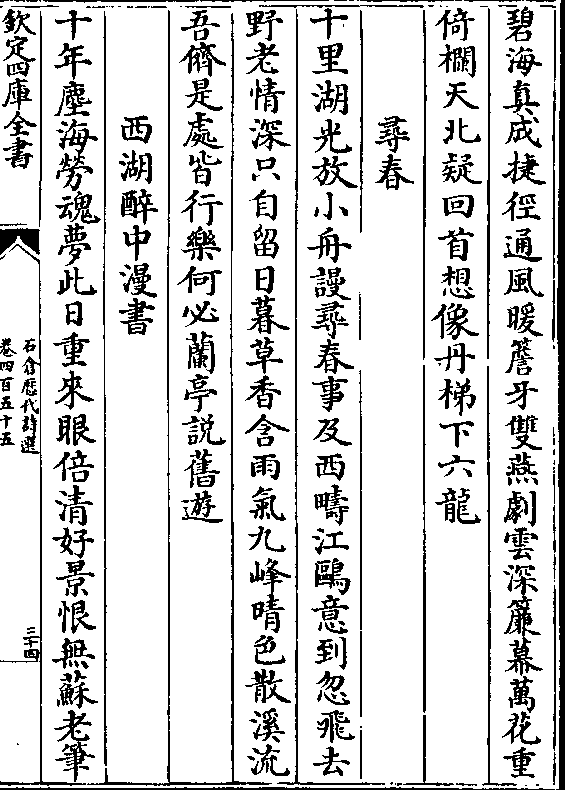 碧海真成捷徑通風暖簷牙雙燕劇雲深簾幕萬花重
倚欄天北疑回首想像丹梯下六龍
尋春
十里湖光放小舟謾尋春事及西疇江鷗意到忽飛去
野老情深只自留日暮草香含雨氣九峰晴色散溪流
吾儕是處皆行樂何必蘭亭說舊遊
西湖醉中漫書
十年塵海勞魂夢此日重來眼倍清好景恨無蘇老筆
欽定四庫全書
石倉歷代詩選
卷四百五十五
三十四